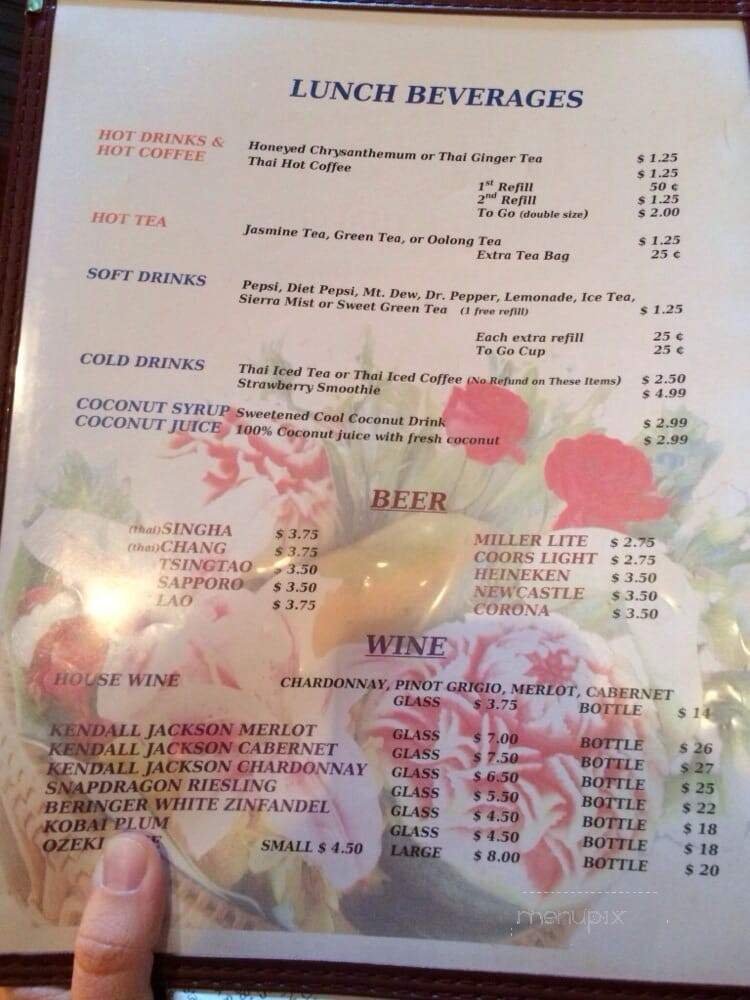 LUNCH BEVERAGES
HOT DRINKS & HOT COFFEE
Honeyed Chrysanthemum or Thai Ginger Tea $ 1.25
Thai Hot Coffee $ 1.25
1st Refill 50 ¢
2nd Refill $ 1.25
To Go (double size) $ 2.00
HOT TEA
Jasmine Tea, Green Tea, or Oolong Tea $ 1.25
Extra Tea Bag 25 ¢
SOFT DRINKS
Pepsi, Diet Pepsi, Mt. Dew, Dr. Pepper, Lemonade, Ice Tea,
Sierra Mist or Sweet Green Tea (1 free refill) $ 1.25
Each extra refill 25 ¢
To Go Cup 25 ¢
COLD DRINKS
Thai Iced Tea or Thai Iced Coffee (No Refund on These Items) $ 2.50
Strawberry Smoothie $ 4.99
COCONUT SYRUP Sweetened Cool Coconut Drink $ 2.99
COCONUT JUICE 100% Coconut juice with fresh coconut $ 2.99
BEER
(thai) SINGHA $ 3.75
(thai) CHANG $ 3.75
TSINGTAO $ 3.50
SAPPORO $ 3.50
LAO $ 3.75
MILLER LITE $ 2.75
COORS LIGHT $ 2.75
HEINEKEN $ 3.50
NEWCASTLE $ 3.50
CORONA $ 3.50
WINE
HOUSE WINE CHARDONNAY, PINOT GRIGIO, MERLOT, CABERNET
GLASS $ 3.75 BOTTLE $ 14
KENDALL JACKSON MERLOT GLASS $ 7.00 BOTTLE $ 26
KENDALL JACKSON CABERNET GLASS $ 7.50 BOTTLE $ 27
KENDALL JACKSON CHARDONNAY GLASS $ 6.50 BOTTLE $ 25
SNAPDRAGON RIESLING GLASS $ 5.50 BOTTLE $ 22
BERINGER WHITE ZINFANDEL GLASS $ 4.50 BOTTLE $ 18
KOBAI PLUM GLASS $ 4.50 BOTTLE $ 18
OZEKI SMALL $ 4.50 LARGE $ 8.00 BOTTLE $ 20
menupix